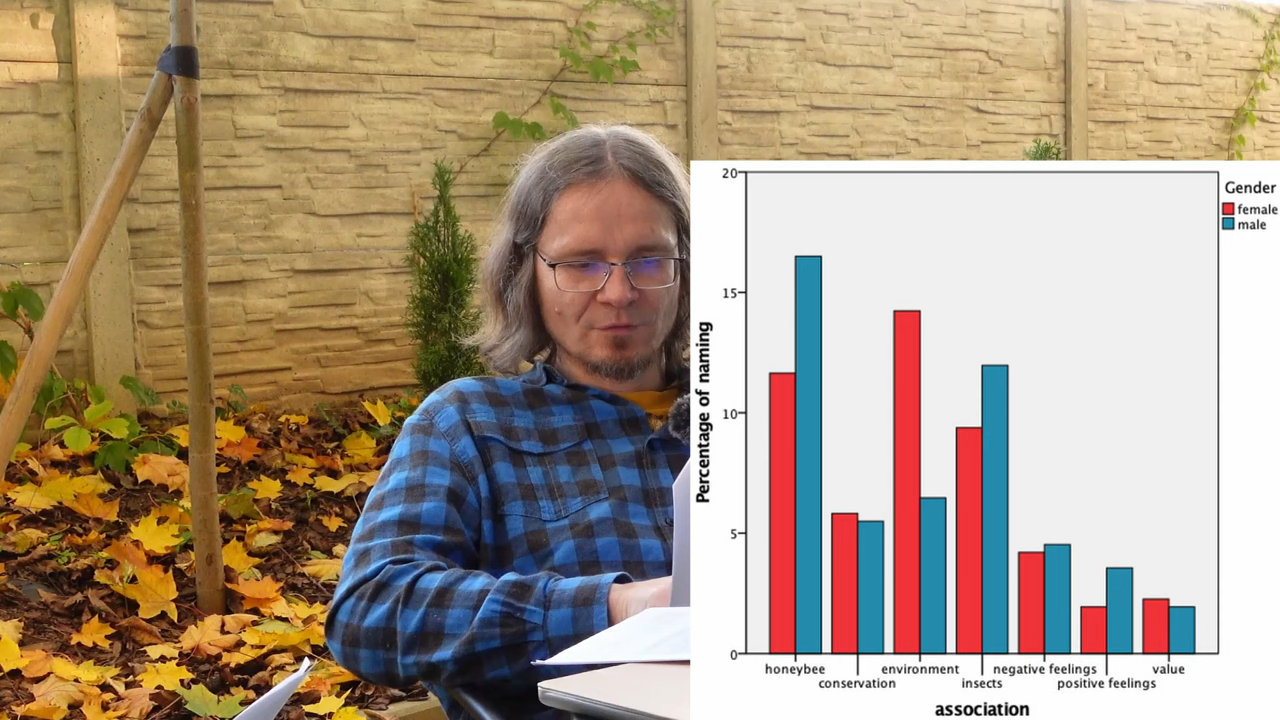 20
15
10
5
0
Percentage of naming
honeybee
conservation
environment
insects
negative feelings
positive feelings
value
association
Gender
female
male